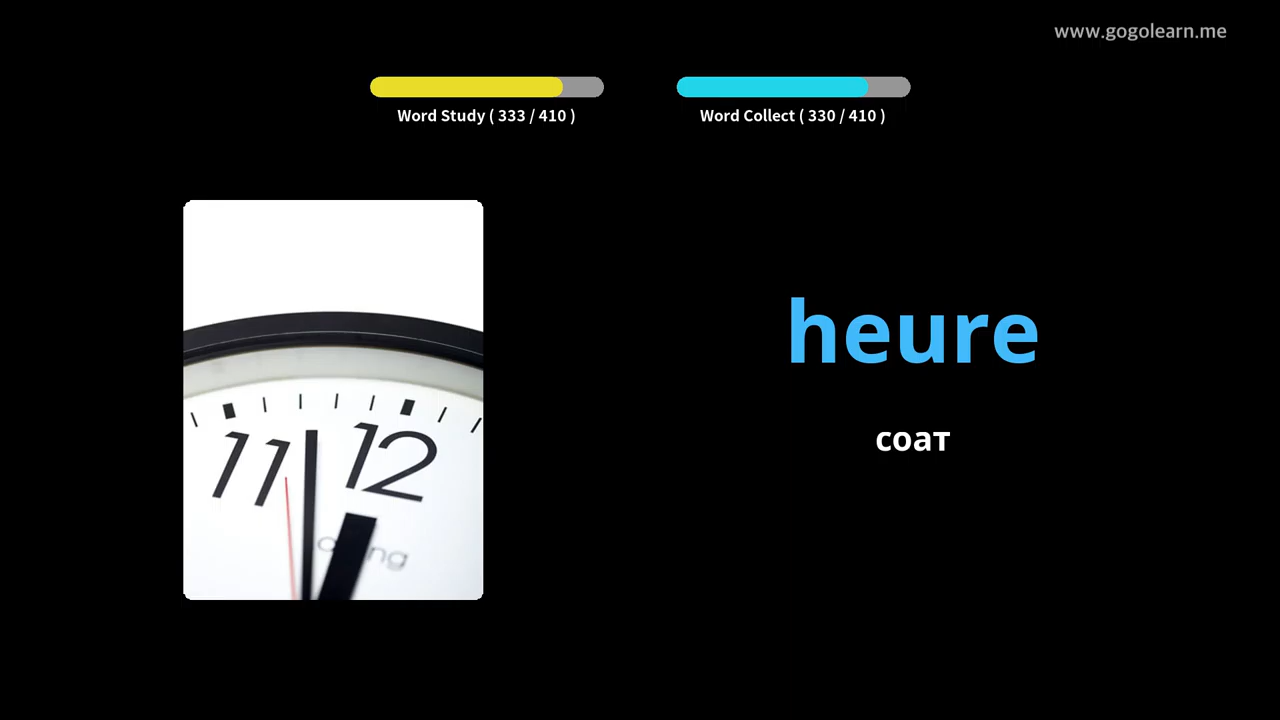 www.gogolearn.me
Word Study ( 333 / 410 )
Word Collect ( 330 / 410 )
heure
соат
11
12